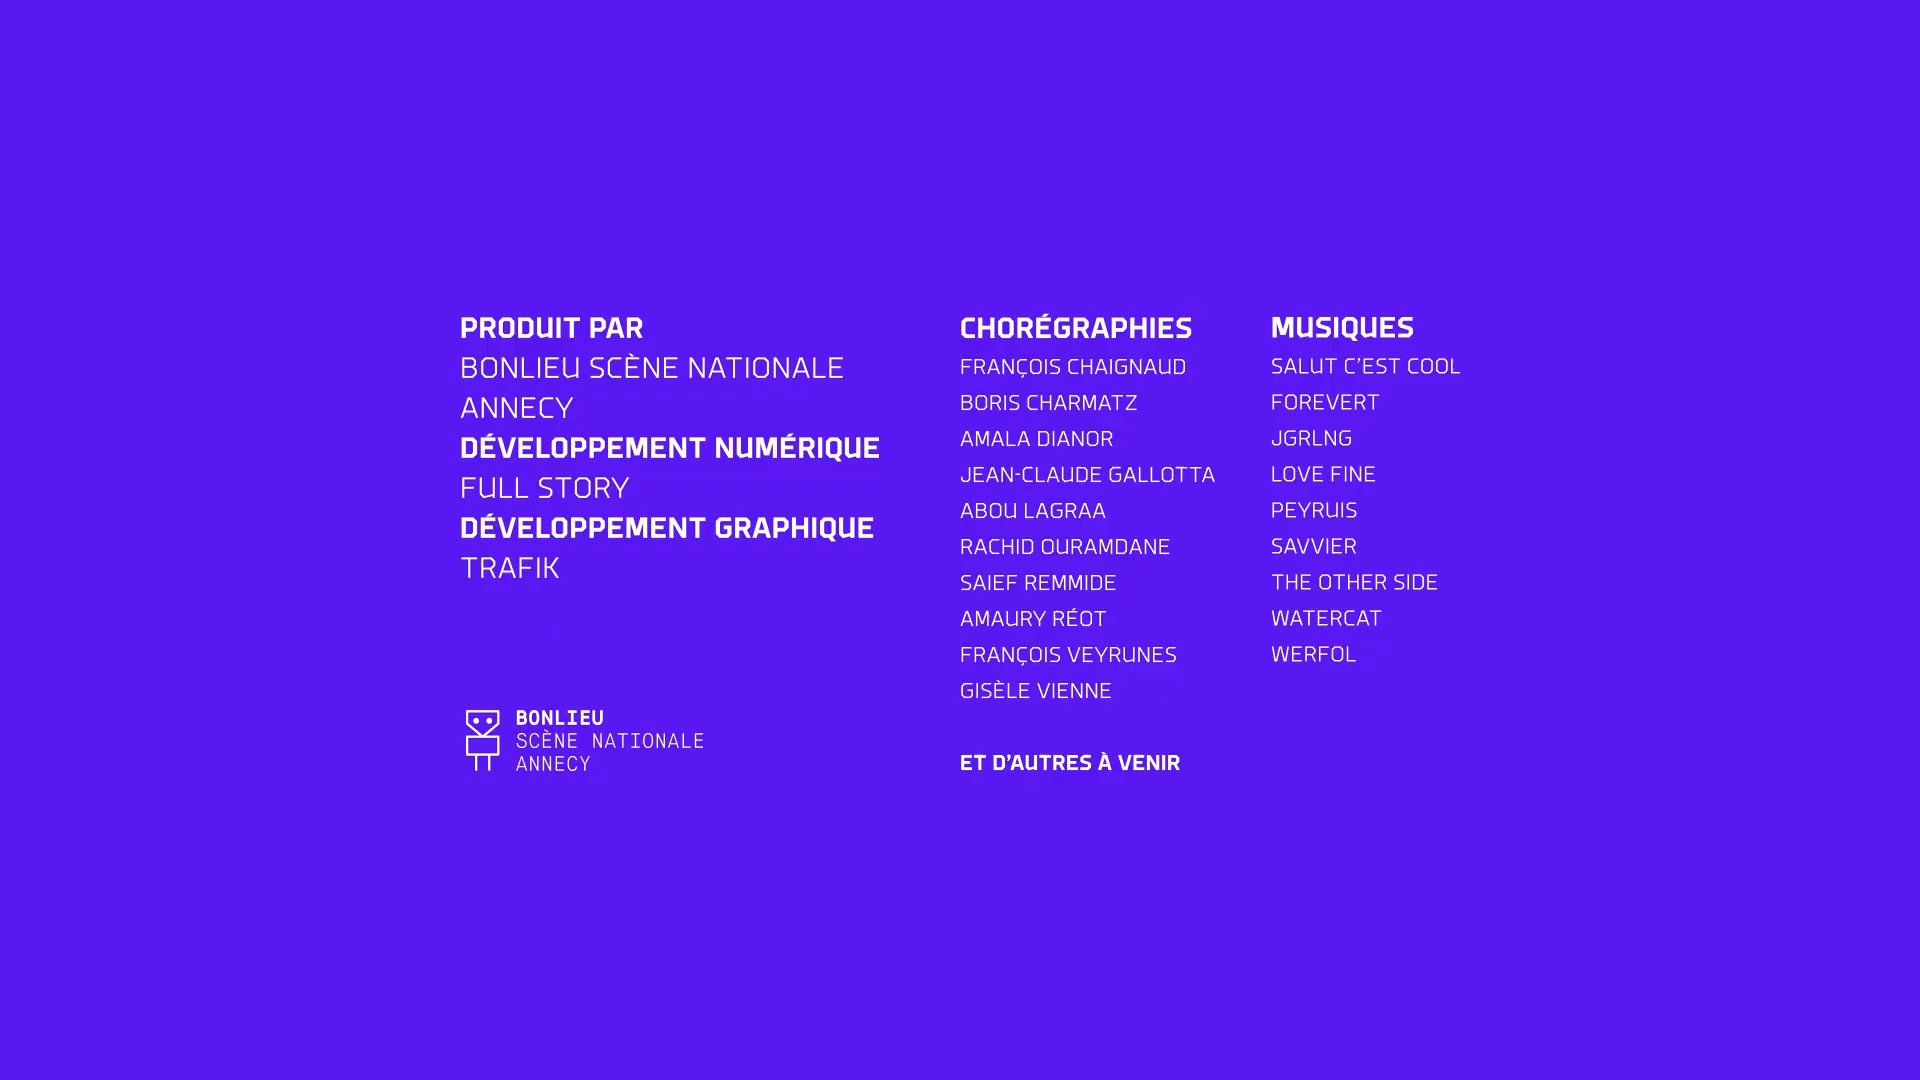 PRODUIT PAR
BONLIEU SCÈNE NATIONALE
ANNECY
DÉVELOPPEMENT NUMÉRIQUE
FULL STORY
DÉVELOPPEMENT GRAPHIQUE
TRAFIK
BONLIEU
SCÈNE NATIONALE
ANNECY
CHORÉGRAPHIES
FRANÇOIS CHAIGNAUD
BORIS CHARMATZ
AMALA DIANOR
JEAN-CLAUDE GALLOTTA
ABOU LAGRAA
RACHID OURAMDANE
SAIEF REMMIDE
AMAURY RÉOT
FRANÇOIS VEYRUNES
GISÈLE VIENNE
ET D’AUTRES À VENIR
MUSIQUES
SALUT C’EST COOL
FOREVERT
JGRLNG
LOVE FINE
PEYRUIS
SAVVIER
THE OTHER SIDE
WATERCAT
WERFOL